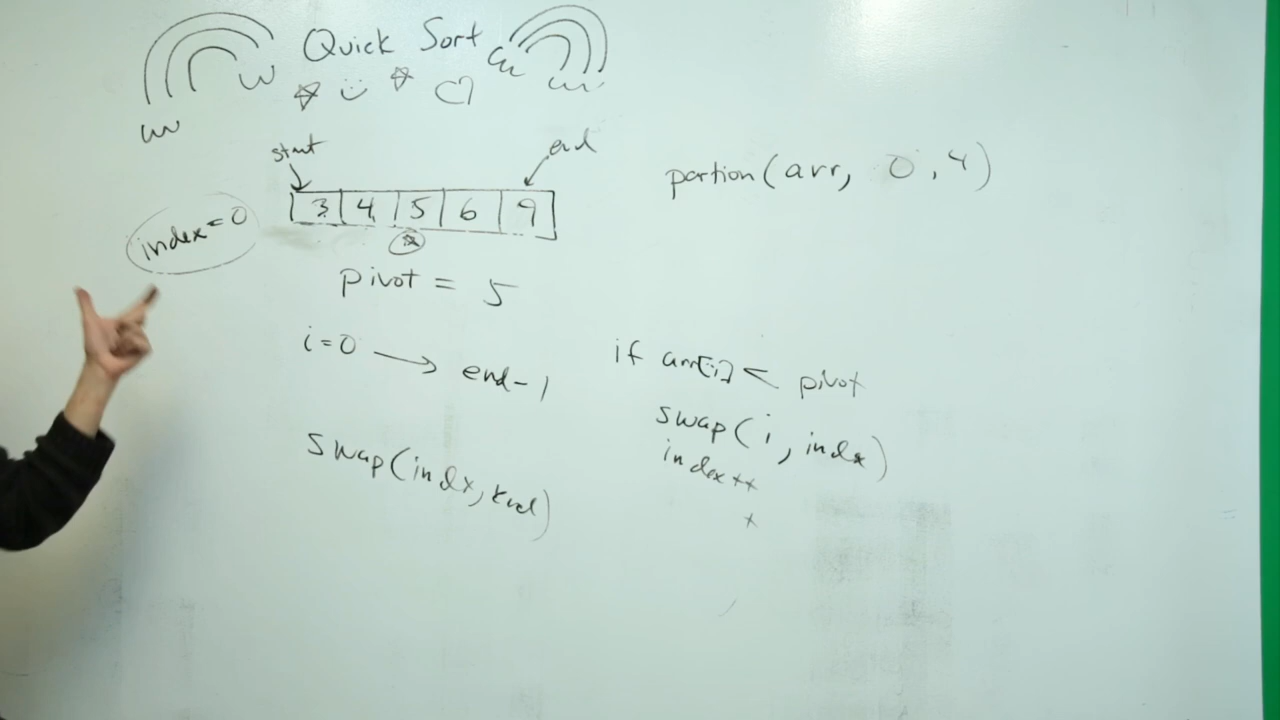 Quick Sort
start
end
portion(arr, 0, 4)
3 4 5 6 9
index=0
pivot = 5
i=0 → end-1
if arr[i] < pivot
swap(i, indx)
index++
swap(indx, end)